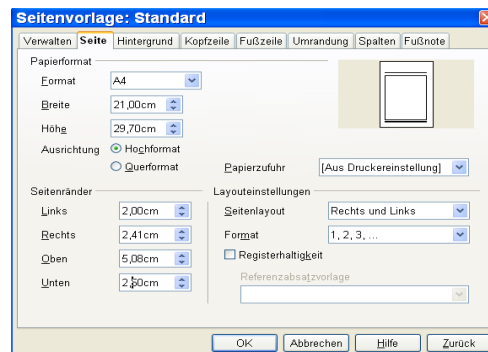 Seitenvorlage: Standard
Verwalten Seite Hintergrund Kopfzeile Fußzeile Umrandung Spalten Fußnote
Papierformat
Format A4
Breite 21,00cm
Höhe 29,70cm
Ausrichtung Hochformat
Querformat Papierzufuhr [Aus Druckereinstellung]
Seitenränder Layouteinstellungen
Links 2,00cm Seitenlayout Rechts und Links
Rechts 2,41cm Format 1, 2, 3, ...
Oben 5,08cm Registerhaltigkeit
Unten 2,50cm Referenzabsatzvorlage
OK Abbrechen Hilfe Zurück